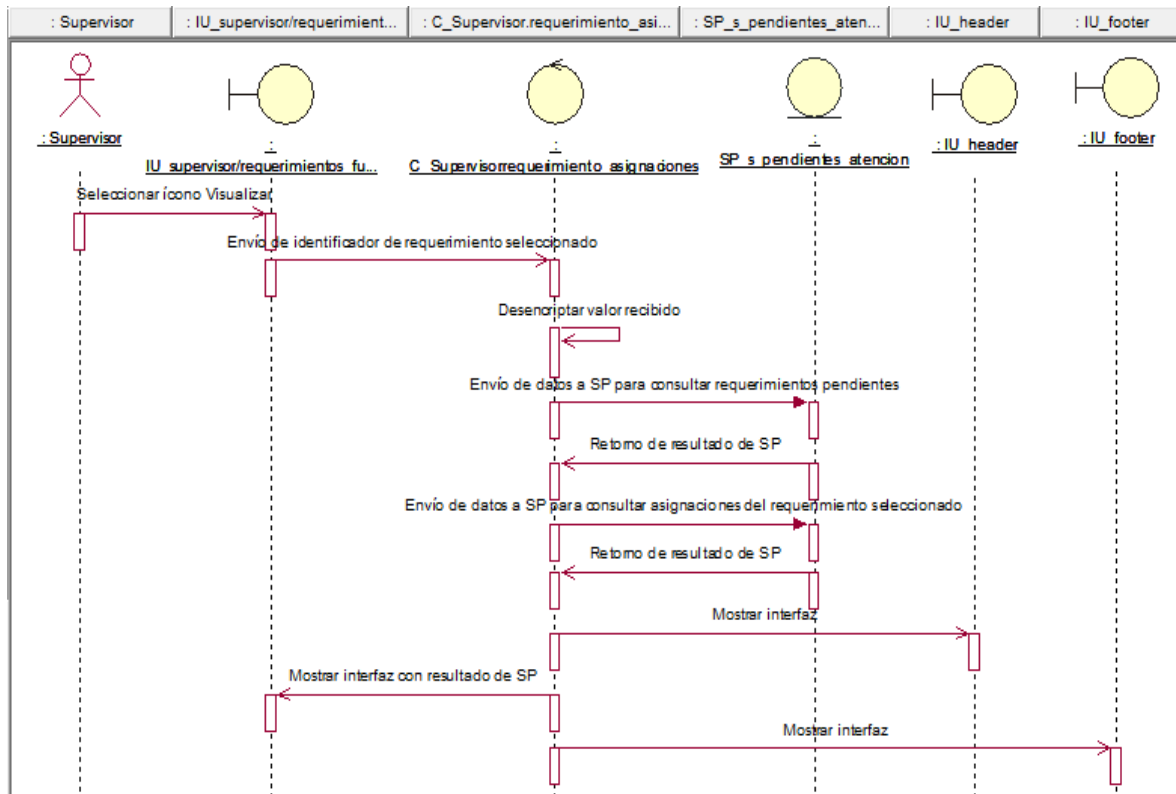 : Supervisor
: IU_supervisor/requerimient...
: C_Supervisor.requerimiento_asi...
: SP_s_pendientes_aten...
: IU_header
: IU_footer
: Supervisor
:
IU_supervisor/requerimientos_fu...
:
C_Supervisorrequerimiento_asignaciones
:
SP_s_pendientes_atencion
: IU_header
: IU_footer
Seleccionar ícono Visualizar
Envío de identificador de requerimiento seleccionado
Desencriptar valor recibido
Envío de datos a SP para consultar requerimientos pendientes
Retorno de resultado de SP
Envío de datos a SP para consultar asignaciones del requerimiento seleccionado
Retorno de resultado de SP
Mostrar interfaz
Mostrar interfaz con resultado de SP
Mostrar interfaz